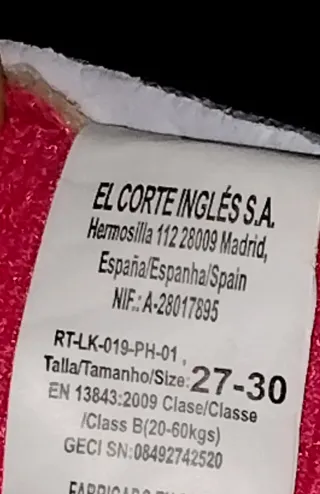 EL CORTE INGLÉS S.A.
Hermosilla 112 28009 Madrid,
España/Espanha/Spain
NIF.: A-28017895
RT-LK-019-PH-01 .
Talla/Tamanho/Size: 27-30
EN 13843:2009 Clase/Classe
/Class B(20-60kgs)
GECI SN:08492742520
FABRICADO